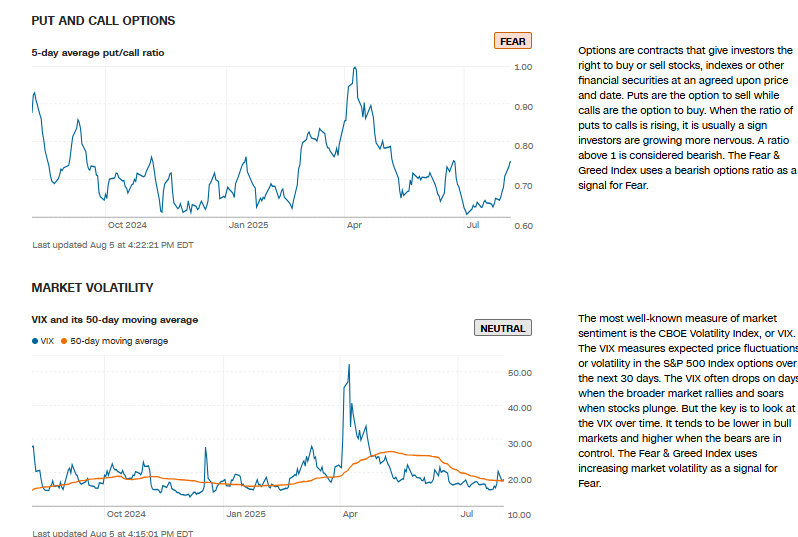 PUT AND CALL OPTIONS
FEAR
5-day average put/call ratio
1.00
0.90
0.80
0.70
0.60
Oct 2024
Jan 2025
Apr
Jul
Last updated Aug 5 at 4:22:21 PM EDT
Options are contracts that give investors the
right to buy or sell stocks, indexes or other
financial securities at an agreed upon price
and date. Puts are the option to sell while
calls are the option to buy. When the ratio of
puts to calls is rising, it is usually a sign
investors are growing more nervous. A ratio
above 1 is considered bearish. The Fear &
Greed Index uses a bearish options ratio as a
signal for Fear.
MARKET VOLATILITY
VIX and its 50-day moving average
NEUTRAL
VIX
50-day moving average
50.00
40.00
30.00
20.00
10.00
Oct 2024
Jan 2025
Apr
Jul
Last updated Aug 5 at 4:15:01 PM EDT
The most well-known measure of market
sentiment is the CBOE Volatility Index, or VIX.
The VIX measures expected price fluctuations
or volatility in the S&P 500 Index options over
the next 30 days. The VIX often drops on days
when the broader market rallies and soars
when stocks plunge. But the key is to look at
the VIX over time. It tends to be lower in bull
markets and higher when the bears are in
control. The Fear & Greed Index uses
increasing market volatility as a signal for
Fear.